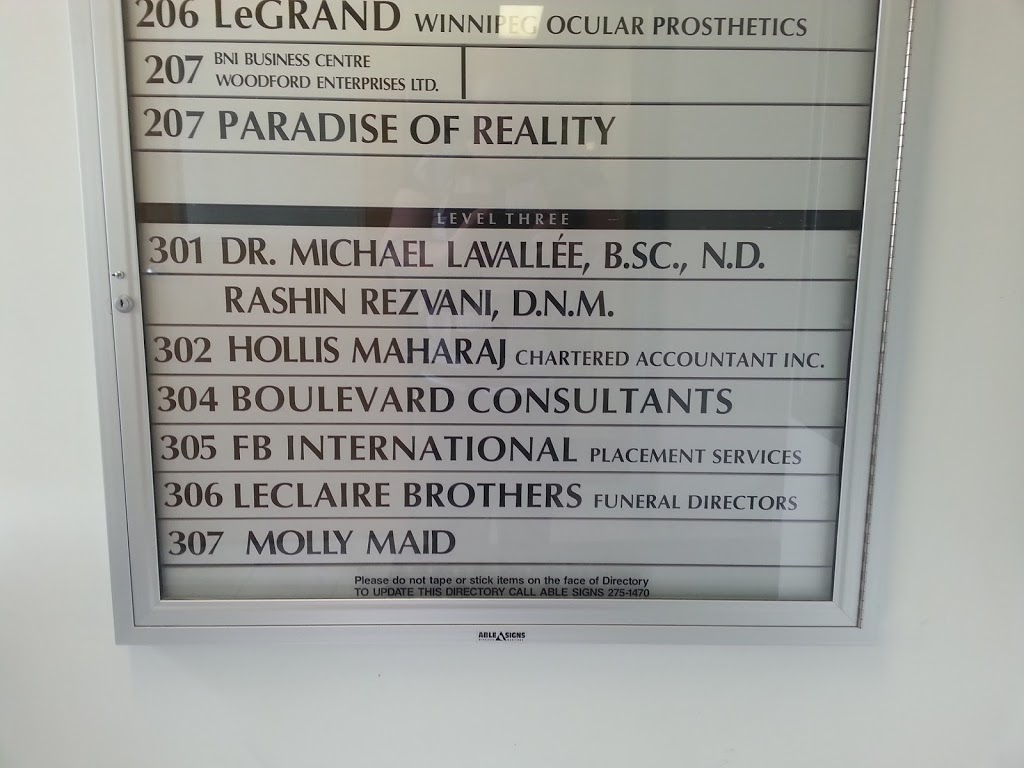 206 LeGRAND WINNIPEG OCULAR PROSTHETICS
207 BNI BUSINESS CENTRE
WOODFORD ENTERPRISES LTD.
207 PARADISE OF REALITY
LEVEL THREE
301 DR. MICHAEL LAVALLÉE, B.SC., N.D.
RASHIN REZVANI, D.N.M.
302 HOLLIS MAHARAJ CHARTERED ACCOUNTANT INC.
304 BOULEVARD CONSULTANTS
305 FB INTERNATIONAL PLACEMENT SERVICES
306 LECLAIRE BROTHERS FUNERAL DIRECTORS
307 MOLLY MAID
Please do not tape or stick items on the face of Directory
TO UPDATE THIS DIRECTORY CALL ABLE SIGNS 275-1470
ABLE SIGNS